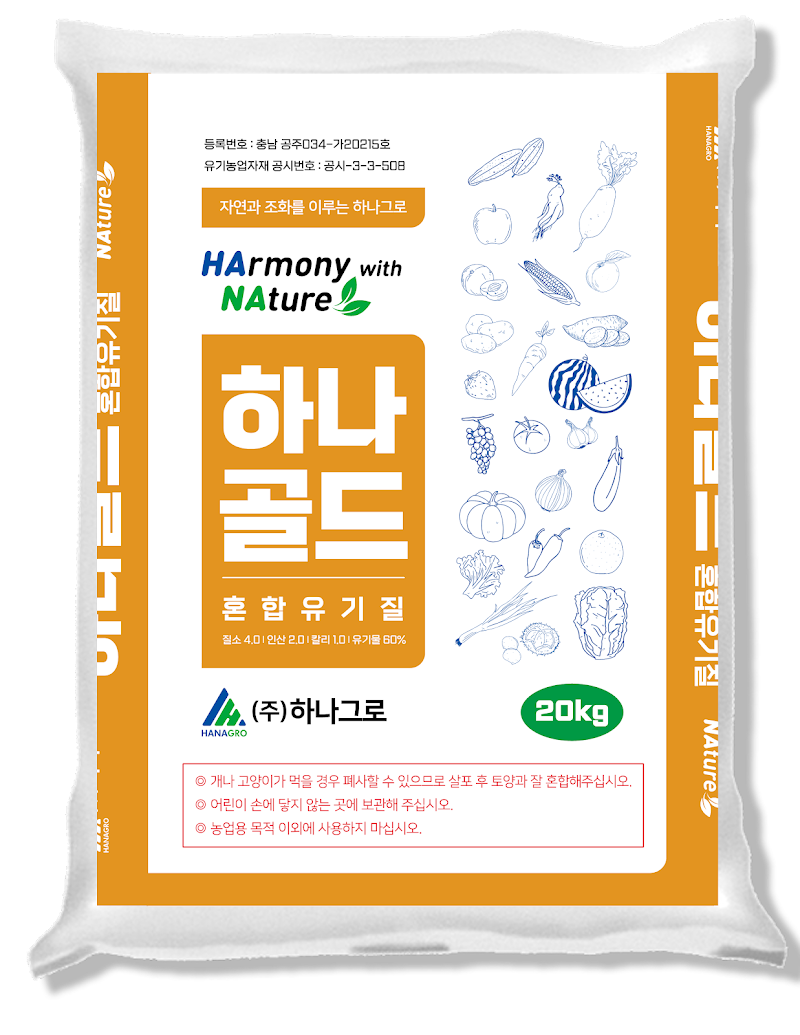 등록번호 : 충남 공주034-가20215호
유기농업자재 공시번호 : 공시-3-3-508
자연과 조화를 이루는 하나그로
HArmony with
NAture
하나
골드
혼합유기질
질소 4.0 | 인산 2.0 | 칼리 1.0 | 유기물 60%
HANAGRO
(주)하나그로
20kg
◎ 개나 고양이가 먹을 경우 폐사할 수 있으므로 살포 후 토양과 잘 혼합해주십시오.
◎ 어린이 손에 닿지 않는 곳에 보관해 주십시오.
◎ 농업용 목적 이외에 사용하지 마십시오.
NAture
혼합유기질
HANAGRO
HANAGRO
혼합유기질
NAture